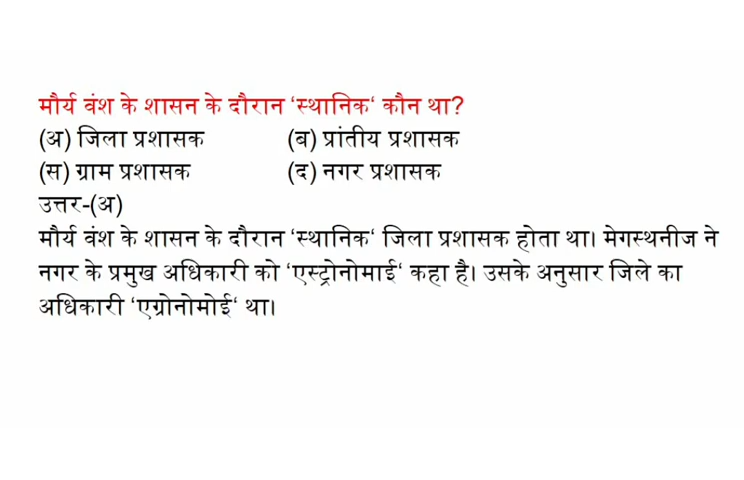 मौर्य वंश के शासन के दौरान ‘स्थानिक‘ कौन था?
(अ) जिला प्रशासक (ब) प्रांतीय प्रशासक
(स) ग्राम प्रशासक (द) नगर प्रशासक
उत्तर-(अ)
मौर्य वंश के शासन के दौरान ‘स्थानिक‘ जिला प्रशासक होता था। मेगस्थनीज ने
नगर के प्रमुख अधिकारी को ‘एस्ट्रोनोमाई‘ कहा है। उसके अनुसार जिले का
अधिकारी ‘एग्रोनोमोई‘ था।